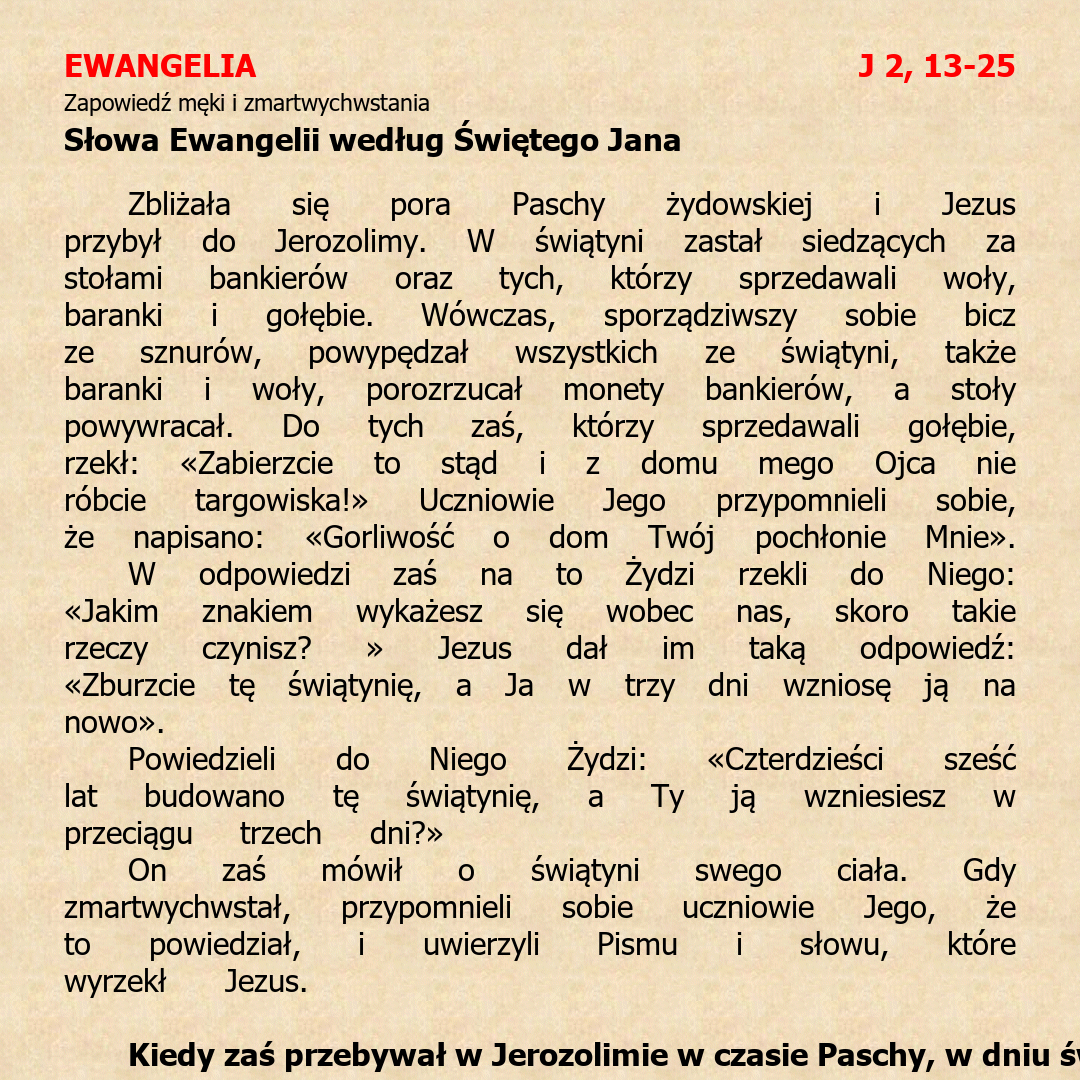 EWANGELIA J 2, 13-25
Zapowiedź męki i zmartwychwstania
Słowa Ewangelii według Świętego Jana
Zbliżała się pora Paschy żydowskiej i Jezus
przybył do Jerozolimy. W świątyni zastał siedzących za
stołami bankierów oraz tych, którzy sprzedawali woły,
baranki i gołębie. Wówczas, sporządziwszy sobie bicz
ze sznurów, powypędzał wszystkich ze świątyni, także
baranki i woły, porozrzucał monety bankierów, a stoły
powywracał. Do tych zaś, którzy sprzedawali gołębie,
rzekł: «Zabierzcie to stąd i z domu mego Ojca nie
róbcie targowiska!» Uczniowie Jego przypomnieli sobie,
że napisano: «Gorliwość o dom Twój pochłonie Mnie».
W odpowiedzi zaś na to Żydzi rzekli do Niego:
«Jakim znakiem wykażesz się wobec nas, skoro takie
rzeczy czynisz? » Jezus dał im taką odpowiedź:
«Zburzcie tę świątynię, a Ja w trzy dni wzniosę ją na
nowo».
Powiedzieli do Niego Żydzi: «Czterdzieści sześć
lat budowano tę świątynię, a Ty ją wzniesiesz w
przeciągu trzech dni?»
On zaś mówił o świątyni swego ciała. Gdy
zmartwychwstał, przypomnieli sobie uczniowie Jego, że
to powiedział, i uwierzyli Pismu i słowu, które
wyrzekł Jezus.
Kiedy zaś przebywał w Jerozolimie w czasie Paschy, w dniu